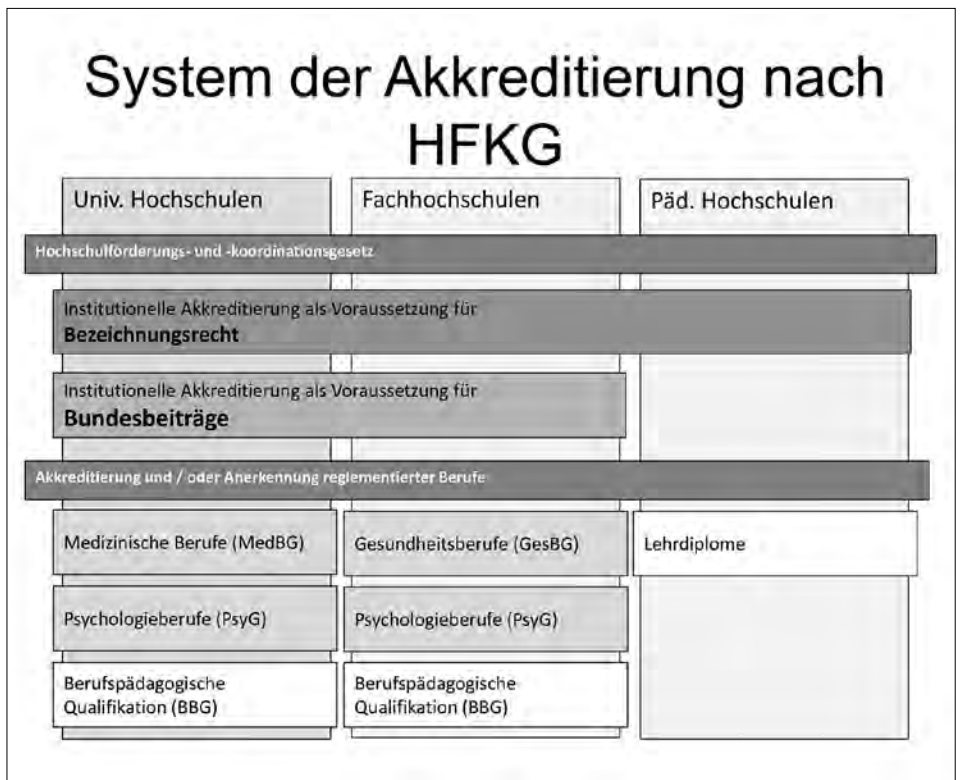 System der Akkreditierung nach
HFKG
Univ. Hochschulen
Fachhochschulen
Päd. Hochschulen
Hochschulförderungs- und -koordinationsgesetz
Institutionelle Akkreditierung als Voraussetzung für
Bezeichnungsrecht
Institutionelle Akkreditierung als Voraussetzung für
Bundesbeiträge
Akkreditierung und / oder Anerkennung reglementierter Berufe
Medizinische Berufe (MedBG)
Gesundheitsberufe (GesBG)
Lehrdiplome
Psychologieberufe (PsyG)
Psychologieberufe (PsyG)
Berufspädagogische
Qualifikation (BBG)
Berufspädagogische
Qualifikation (BBG)